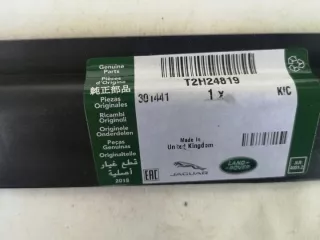 Genuine
Parts
Pièces
d'Origine
純正部品
Piezas
Originales
Ricambi
Originali
Originele
Onderdelen
Peças
Genuínas
Originalteile
قطع غيار
أصلية
2015
T2H24819
1 x
Made in
United Kingdom
EAC
JAGUAR
LAND-
ROVER